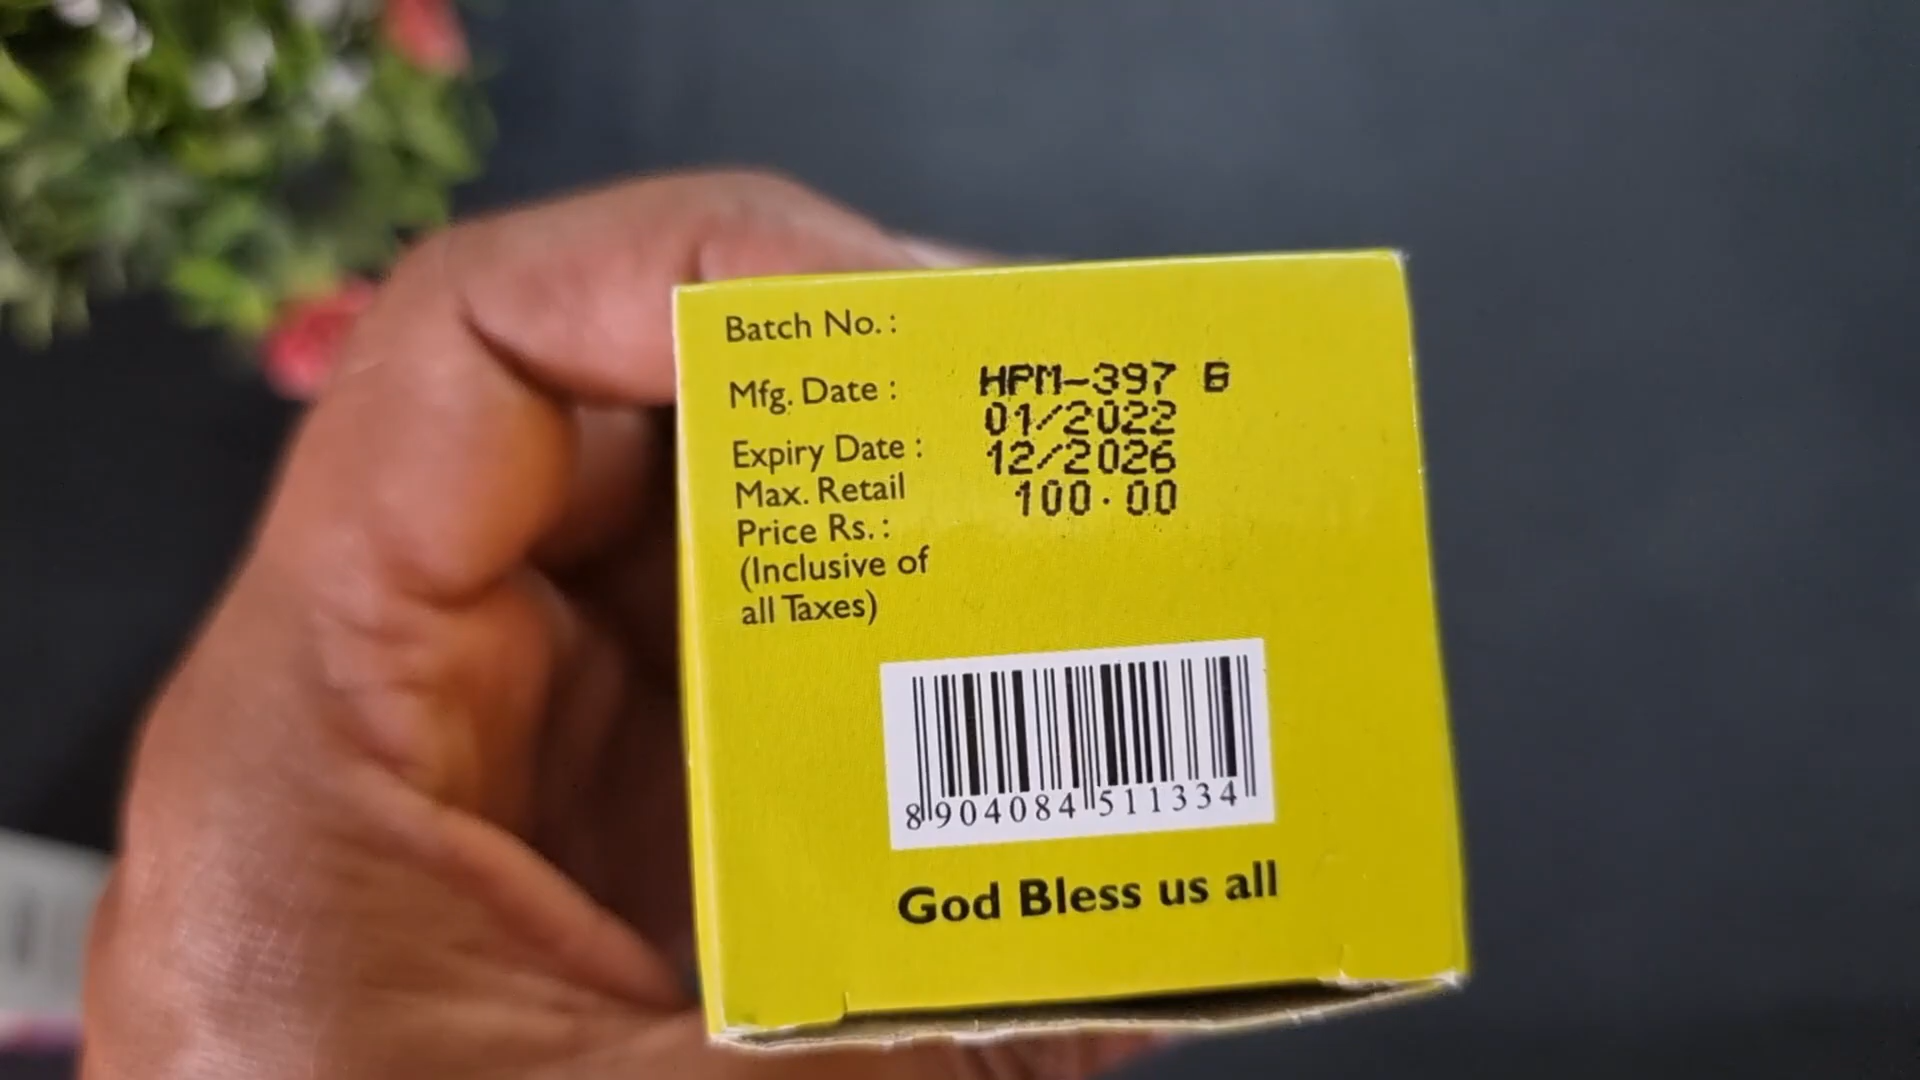 Batch No. :
Mfg. Date : HPM-397 B
01/2022
Expiry Date : 12/2026
Max. Retail 100.00
Price Rs. :
(Inclusive of
all Taxes)
8904084511334
God Bless us all